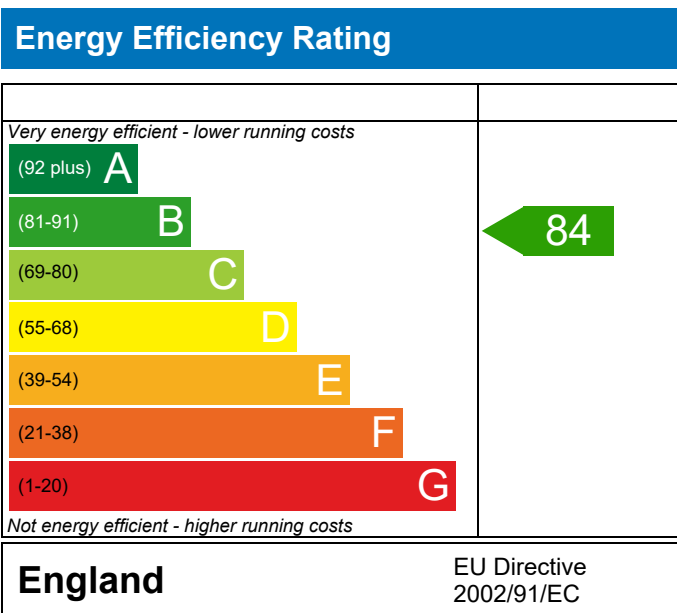 Energy Efficiency Rating
Very energy efficient - lower running costs
(92 plus) A
(81-91) B
84
(69-80) C
(55-68) D
(39-54) E
(21-38) F
(1-20) G
Not energy efficient - higher running costs
England
EU Directive
2002/91/EC